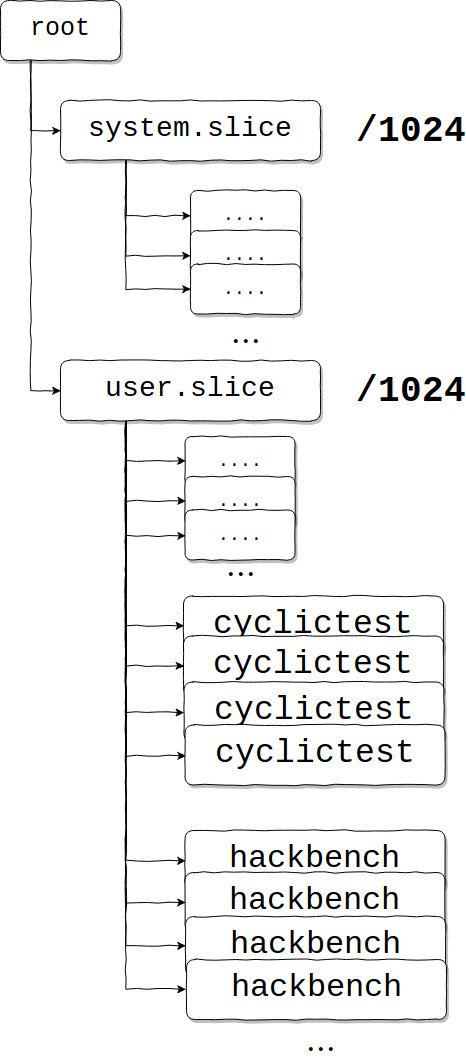 root
system.slice /1024
....
....
....
...
user.slice /1024
....
....
....
...
cyclictest
cyclictest
cyclictest
cyclictest
hackbench
hackbench
hackbench
hackbench
...